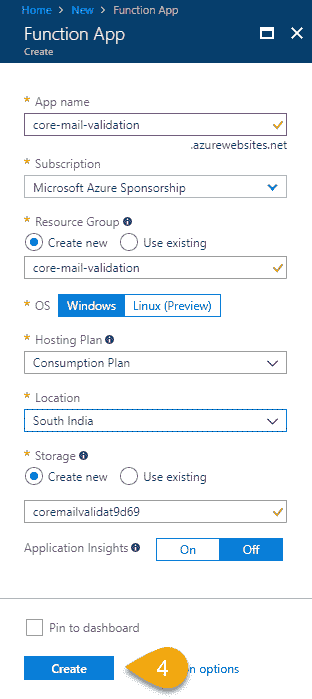 Home > New > Function App
Function App
Create
* App name
core-mail-validation
.azurewebsites.net
* Subscription
Microsoft Azure Sponsorship
* Resource Group
Create new Use existing
core-mail-validation
* OS Windows Linux (Preview)
* Hosting Plan
Consumption Plan
* Location
South India
* Storage
Create new Use existing
coremailvalidat9d69
Application Insights On Off
Pin to dashboard
Create 4 options